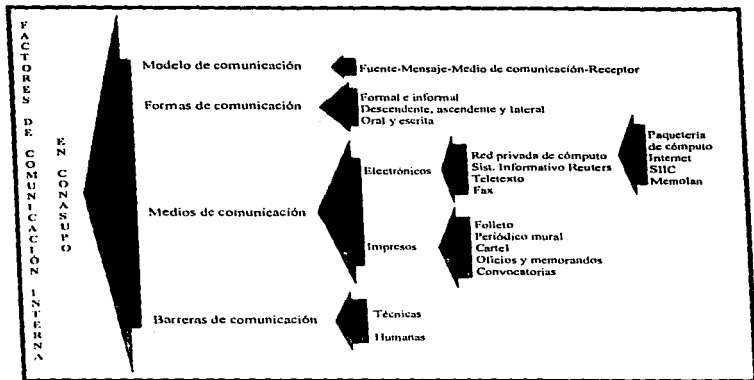 FACTORES DE COMUNICACIÓN INTERNA
EN CONASUPO
Modelo de comunicación
Fuente-Mensaje-Medio de comunicación-Receptor
Formas de comunicación
Formal e informal
Descendente, ascendente y lateral
Oral y escrita
Medios de comunicación
Electrónicos
Red privada de cómputo
Sist. Informativo Reuters
Teletexto
Fax
Paquetería
de cómputo
Internet
SIIC
Memolan
Impresos
Folleto
Periódico mural
Cartel
Oficios y memorandos
Convocatorias
Barreras de comunicación
Técnicas
Humanas